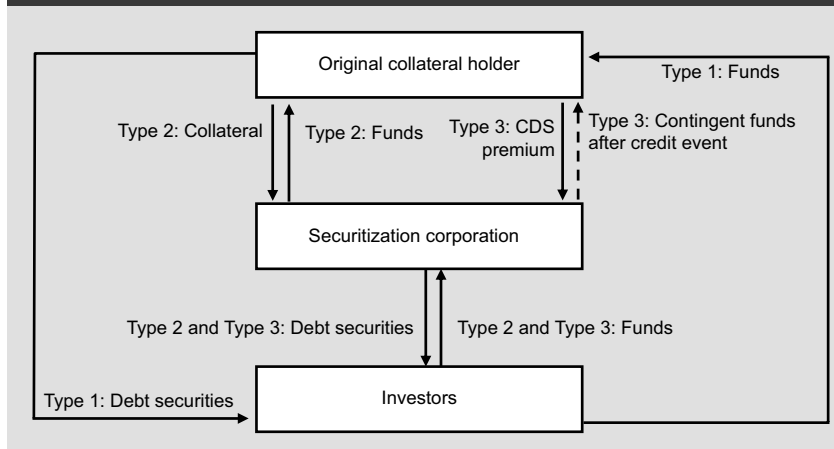 Original collateral holder
Type 1: Funds
Type 2: Collateral
Type 2: Funds
Type 3: CDS
premium
Type 3: Contingent funds
after credit event
Securitization corporation
Type 2 and Type 3: Debt securities
Type 2 and Type 3: Funds
Investors
Type 1: Debt securities